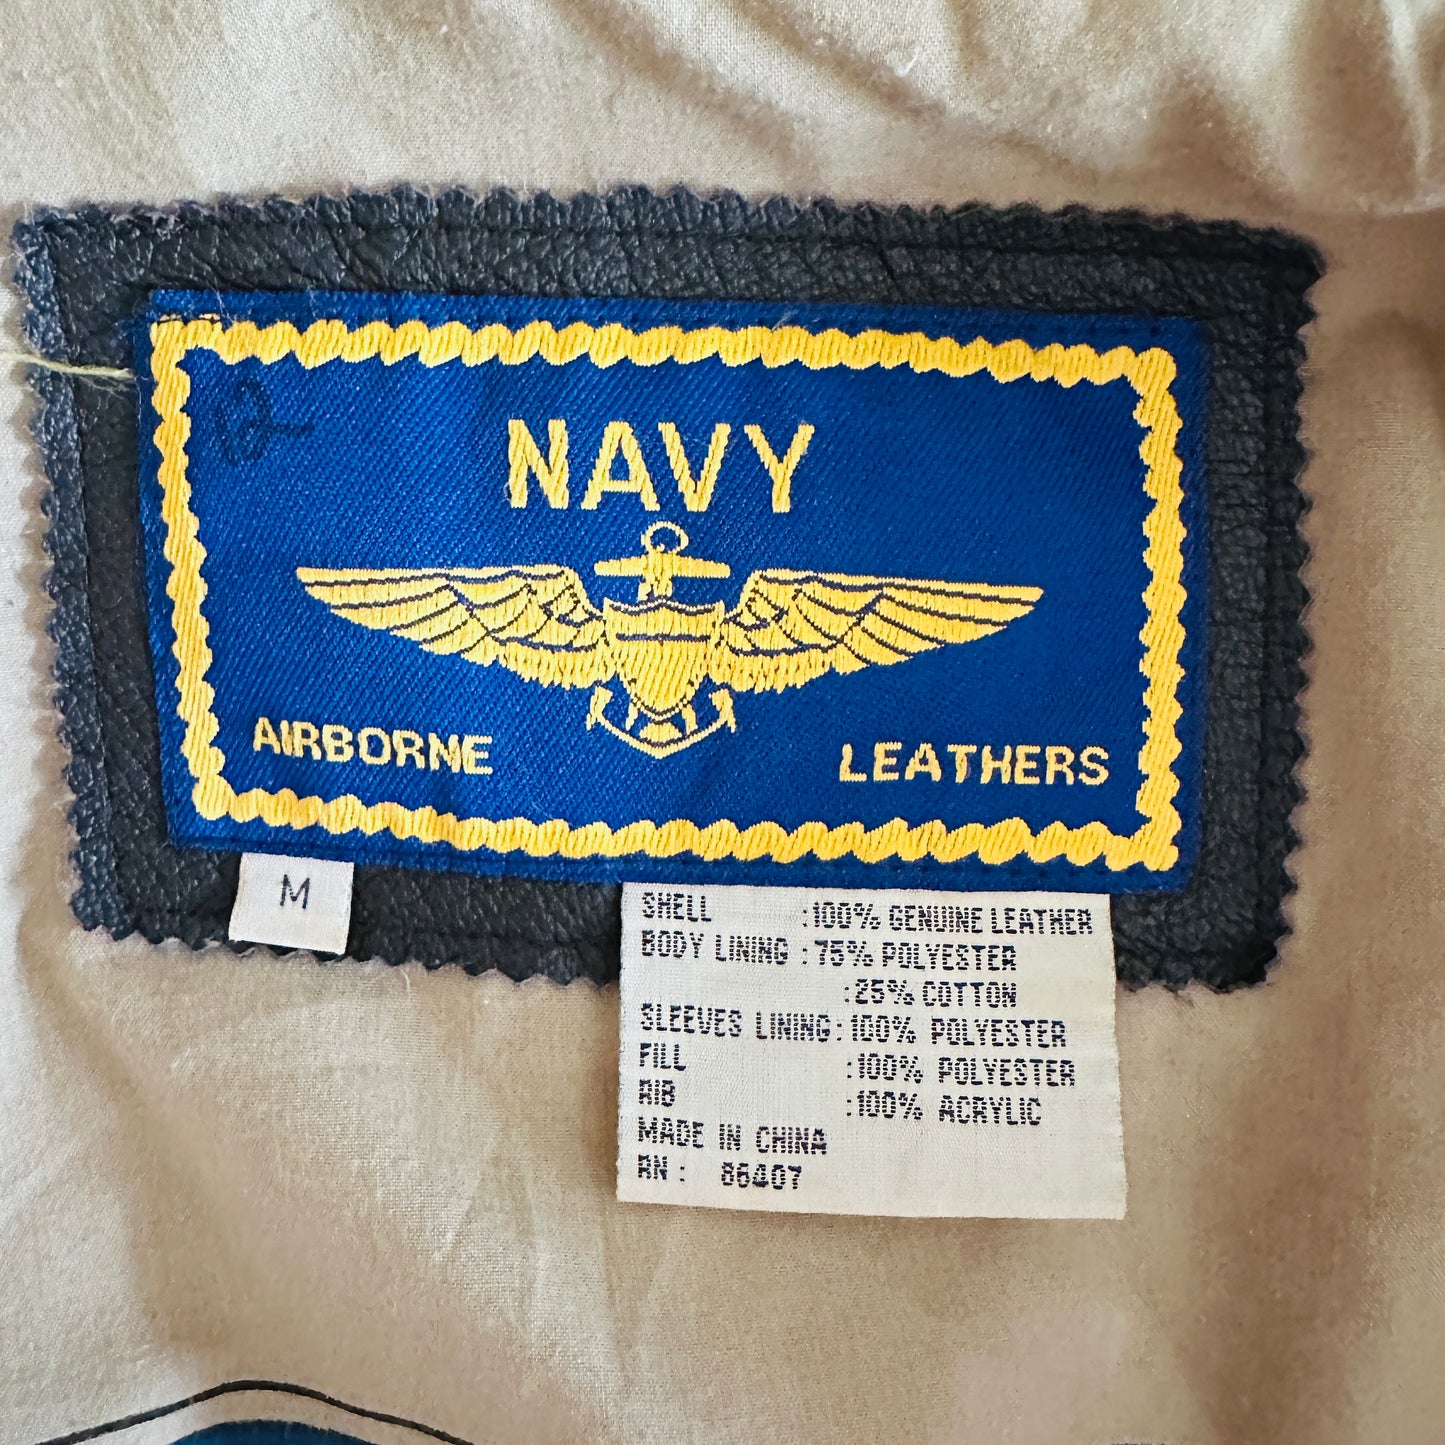 NAVY
AIRBORNE LEATHERS
M
SHELL :100% GENUINE LEATHER
BODY LINING :75% POLYESTER
:25% COTTON
SLEEVES LINING:100% POLYESTER
FILL :100% POLYESTER
RIB :100% ACRYLIC
MADE IN CHINA
RN: 86407